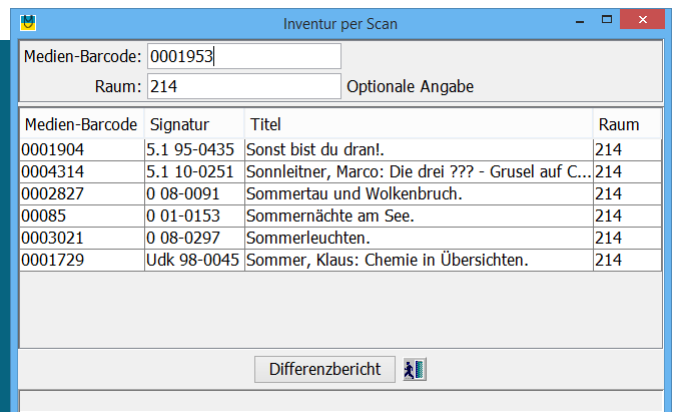 Inventur per Scan
Medien-Barcode: 0001953
Raum: 214 Optionale Angabe
Medien-Barcode Signatur Titel Raum
0001904 5.1 95-0435 Sonst bist du dran!. 214
0004314 5.1 10-0251 Sonnleitner, Marco: Die drei ??? - Grusel auf C... 214
0002827 0 08-0091 Sommertau und Wolkenbruch. 214
00085 0 01-0153 Sommernächte am See. 214
0003021 0 08-0297 Sommerleuchten. 214
0001729 Udk 98-0045 Sommer, Klaus: Chemie in Übersichten. 214
Differenzbericht